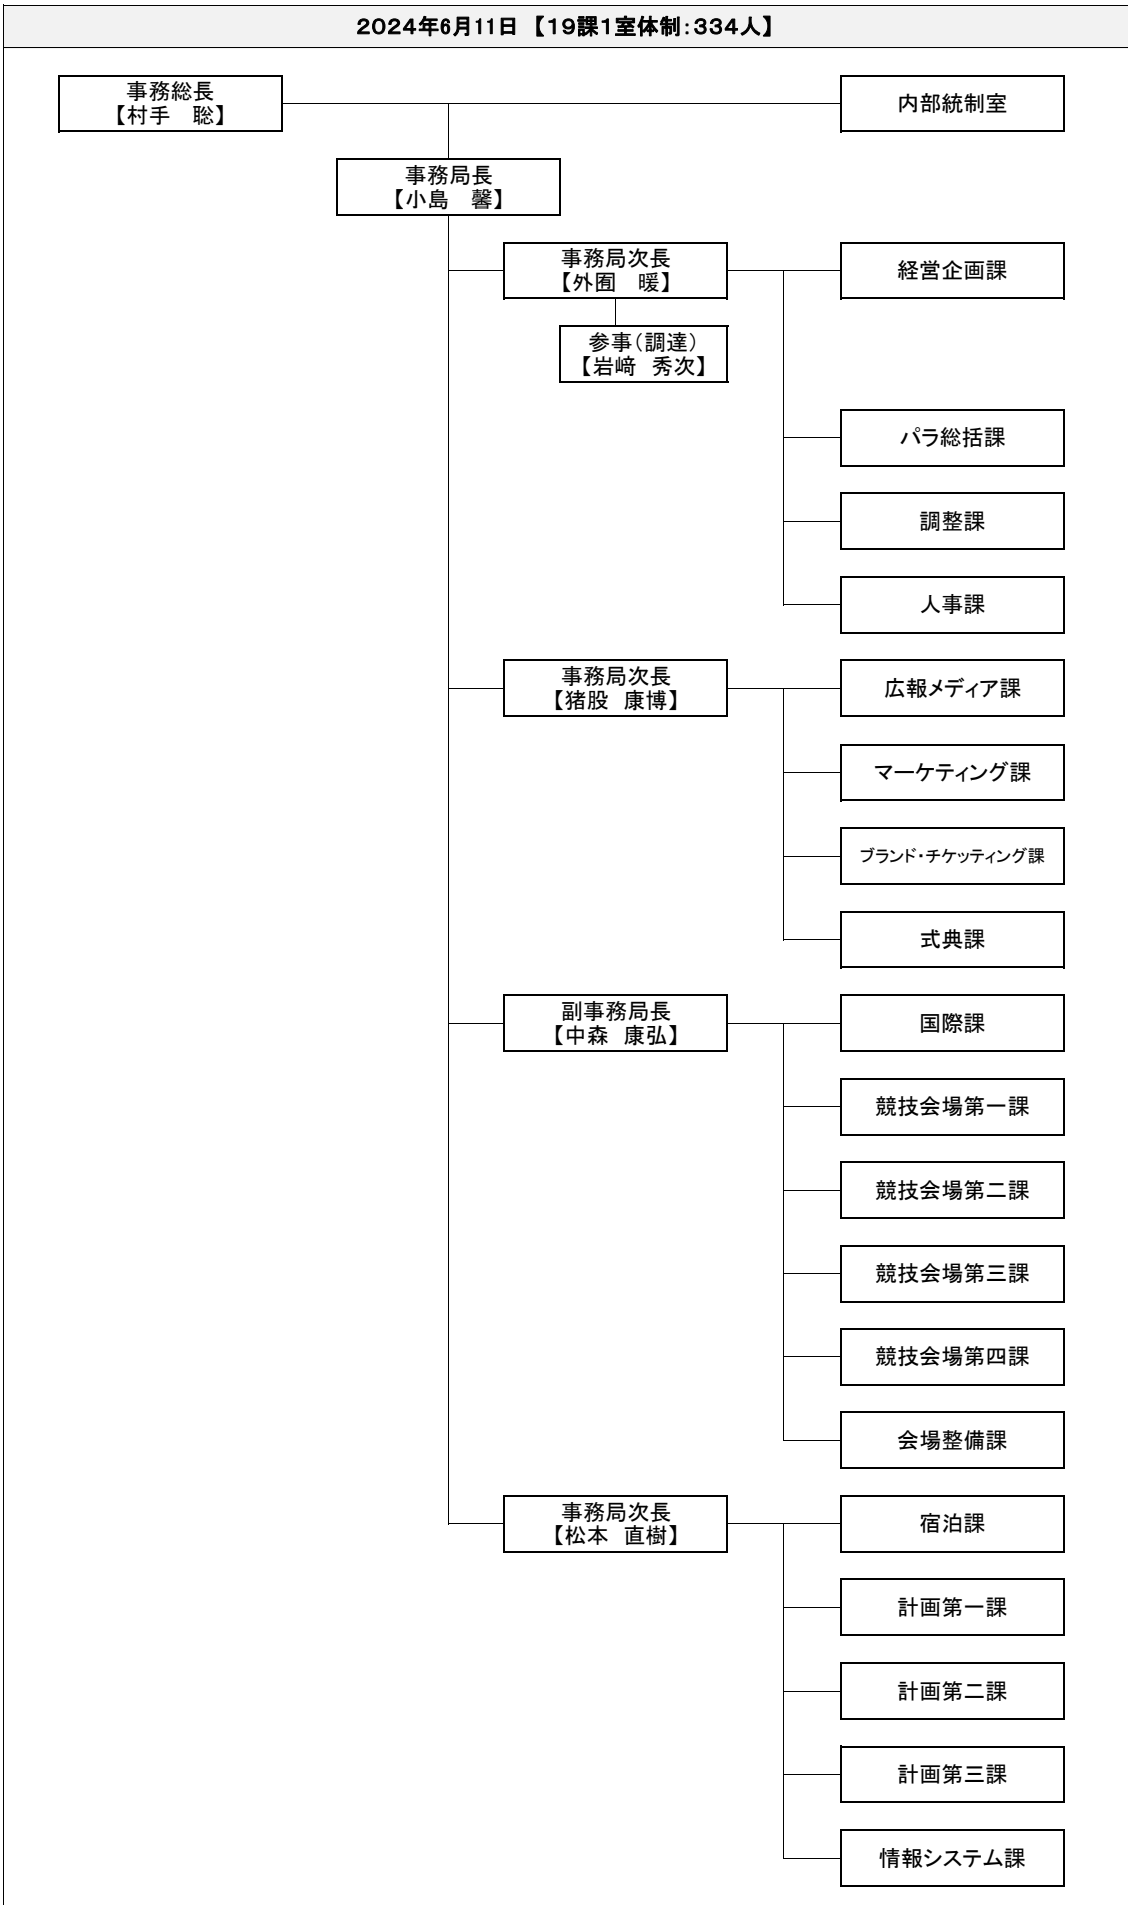 2024年6月11日 【19課1室体制:334人】
事務総長
【村手　聡】
内部統制室
事務局長
【小島　馨】
事務局次長
【外囿　暖】
経営企画課
参事(調達)
【岩﨑　秀次】
パラ総括課
調整課
人事課
事務局次長
【猪股　康博】
広報メディア課
マーケティング課
ブランド・チケッティング課
式典課
副事務局長
【中森　康弘】
国際課
競技会場第一課
競技会場第二課
競技会場第三課
競技会場第四課
会場整備課
事務局次長
【松本　直樹】
宿泊課
計画第一課
計画第二課
計画第三課
情報システム課